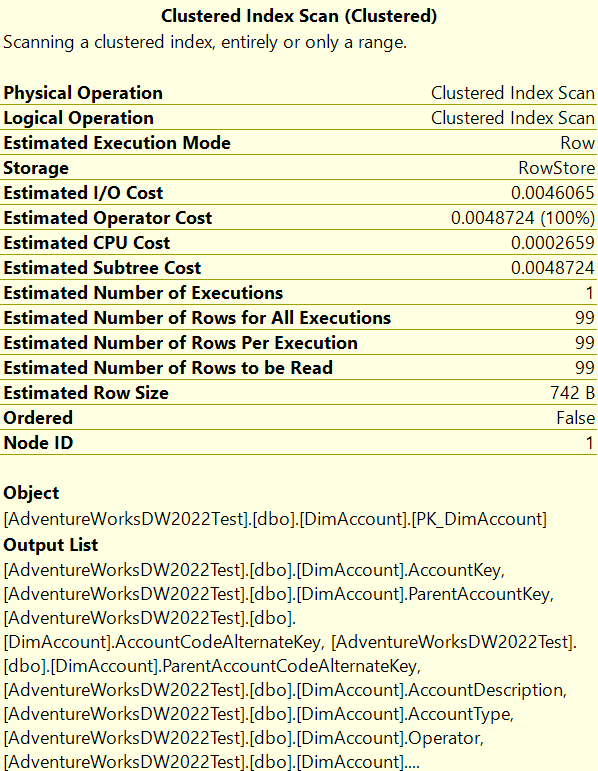 Clustered Index Scan (Clustered)
Scanning a clustered index, entirely or only a range.
Physical Operation Clustered Index Scan
Logical Operation Clustered Index Scan
Estimated Execution Mode Row
Storage RowStore
Estimated I/O Cost 0.0046065
Estimated Operator Cost 0.0048724 (100%)
Estimated CPU Cost 0.0002659
Estimated Subtree Cost 0.0048724
Estimated Number of Executions 1
Estimated Number of Rows for All Executions 99
Estimated Number of Rows Per Execution 99
Estimated Number of Rows to be Read 99
Estimated Row Size 742 B
Ordered False
Node ID 1
Object
[AdventureWorksDW2022Test].[dbo].[DimAccount].[PK_DimAccount]
Output List
[AdventureWorksDW2022Test].[dbo].[DimAccount].AccountKey,
[AdventureWorksDW2022Test].[dbo].[DimAccount].ParentAccountKey,
[AdventureWorksDW2022Test].[dbo].
[DimAccount].AccountCodeAlternateKey, [AdventureWorksDW2022Test].
[dbo].[DimAccount].ParentAccountCodeAlternateKey,
[AdventureWorksDW2022Test].[dbo].[DimAccount].AccountDescription,
[AdventureWorksDW2022Test].[dbo].[DimAccount].AccountType,
[AdventureWorksDW2022Test].[dbo].[DimAccount].Operator,
[AdventureWorksDW2022Test].[dbo].[DimAccount]....